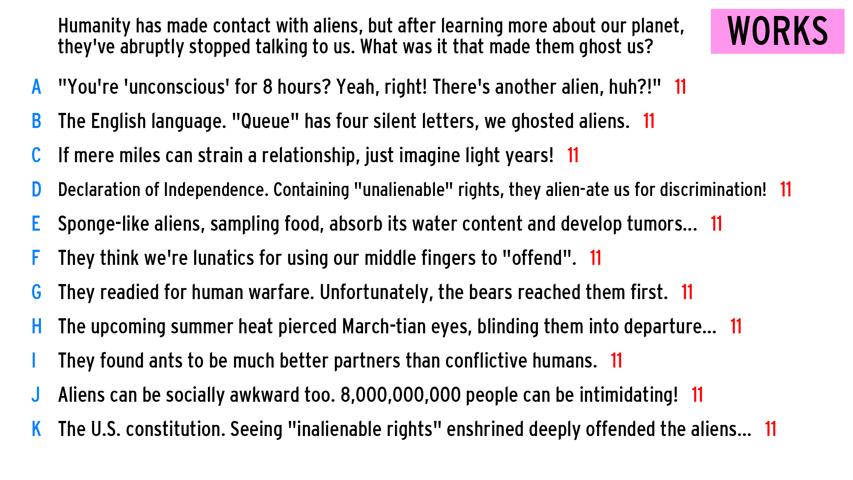 Humanity has made contact with aliens, but after learning more about our planet,
they've abruptly stopped talking to us. What was it that made them ghost us?
WORKS
A "You're 'unconscious' for 8 hours? Yeah, right! There's another alien, huh?!" 11
B The English language. "Queue" has four silent letters, we ghosted aliens. 11
C If mere miles can strain a relationship, just imagine light years! 11
D Declaration of Independence. Containing "unalienable" rights, they alien-ate us for discrimination! 11
E Sponge-like aliens, sampling food, absorb its water content and develop tumors... 11
F They think we're lunatics for using our middle fingers to "offend". 11
G They readied for human warfare. Unfortunately, the bears reached them first. 11
H The upcoming summer heat pierced March-tian eyes, blinding them into departure... 11
I They found ants to be much better partners than conflictive humans. 11
J Aliens can be socially awkward too. 8,000,000,000 people can be intimidating! 11
K The U.S. constitution. Seeing "inalienable rights" enshrined deeply offended the aliens... 11